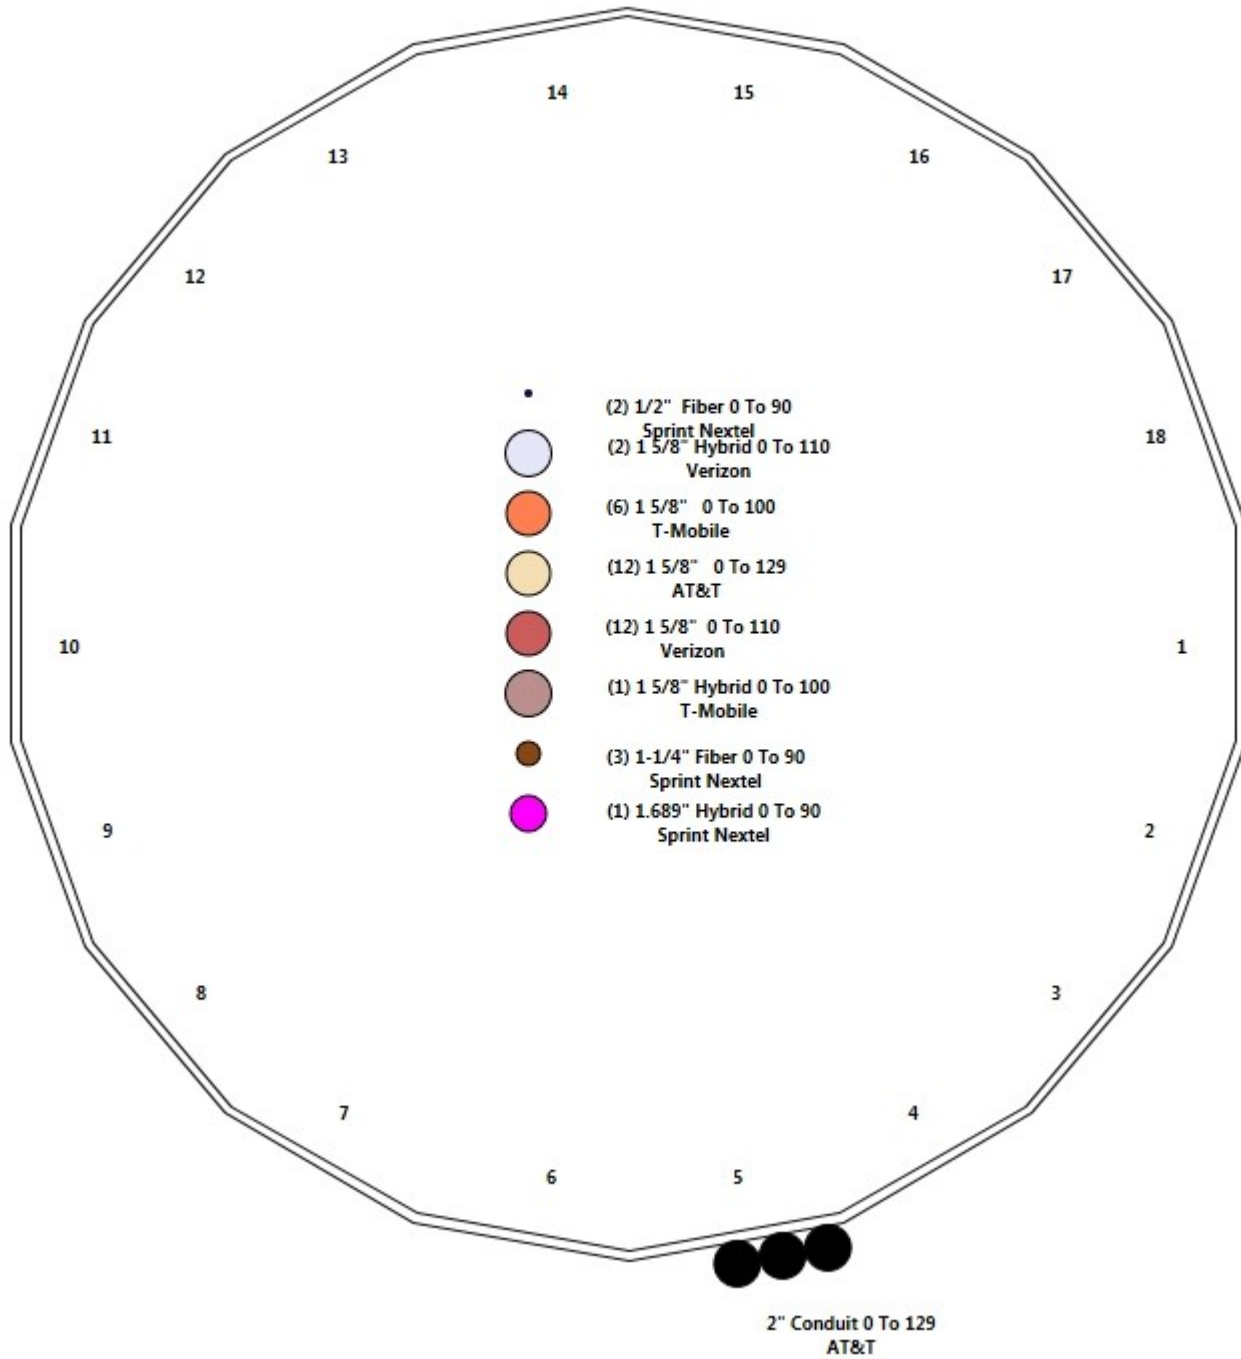 14
15
13
16
12
17
(2) 1/2" Fiber 0 To 90
Sprint Nextel
(2) 1 5/8" Hybrid 0 To 110
Verizon
11
18
(6) 1 5/8" 0 To 100
T-Mobile
(12) 1 5/8" 0 To 129
AT&T
(12) 1 5/8" 0 To 110
Verizon
10
1
(1) 1 5/8" Hybrid 0 To 100
T-Mobile
(3) 1-1/4" Fiber 0 To 90
Sprint Nextel
(1) 1.689" Hybrid 0 To 90
Sprint Nextel
9
2
8
3
7
4
6
5
2" Conduit 0 To 129
AT&T